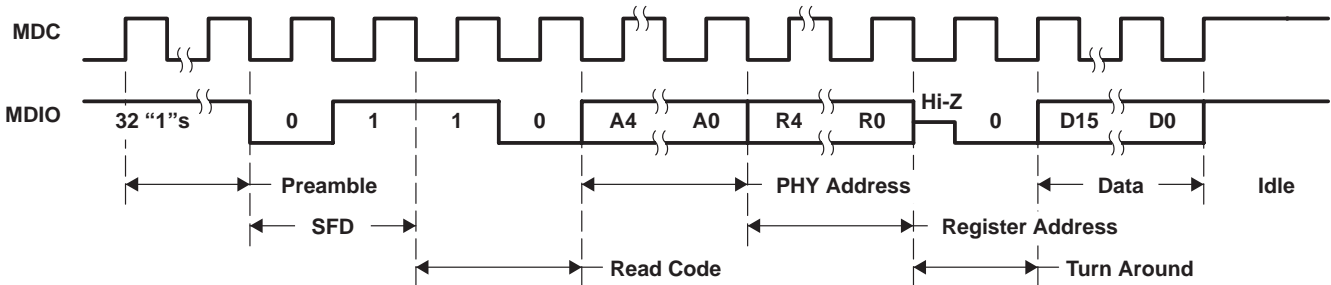 MDC
MDIO
32 “1”s 0 1 1 0 A4 A0 R4 R0 Hi-Z 0 D15 D0
Preamble PHY Address Data Idle
SFD Register Address
Read Code Turn Around